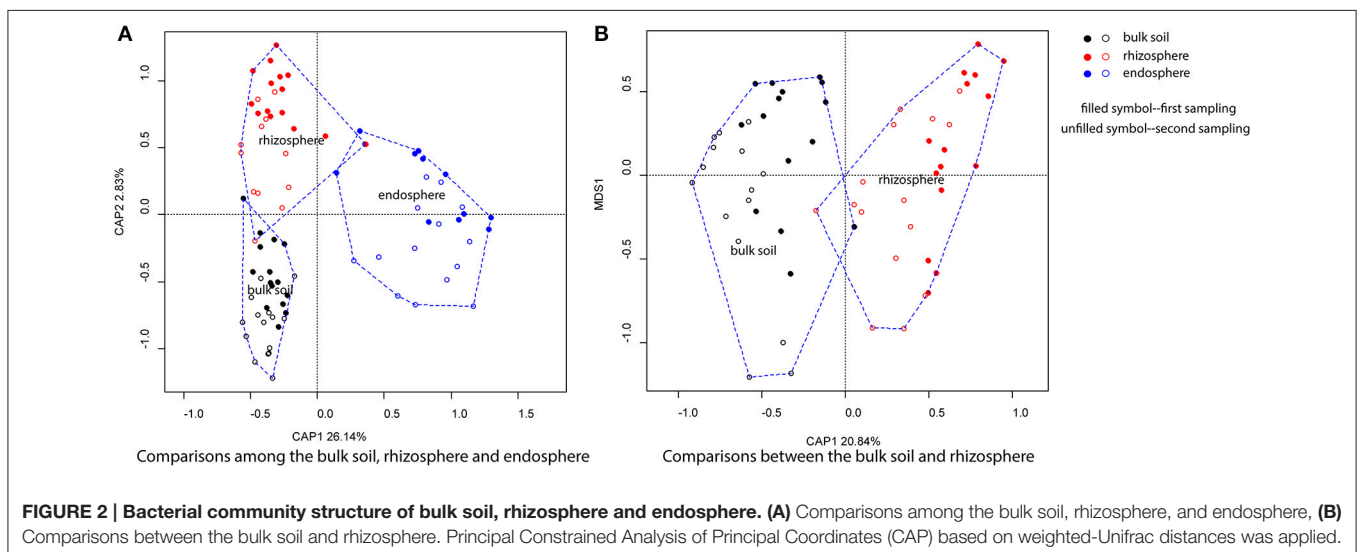 A
rhizosphere
endosphere
bulk soil
CAP2 2.83%
1.0
0.5
0.0
-0.5
-1.0
-1.0 -0.5 0.0 0.5 1.0 1.5
CAP1 26.14%
Comparisons among the bulk soil, rhizosphere and endosphere
B
rhizosphere
bulk soil
MDS1
0.5
0.0
-0.5
-1.0
-1.0 -0.5 0.0 0.5 1.0
CAP1 20.84%
Comparisons between the bulk soil and rhizosphere
bulk soil
rhizosphere
endosphere
filled symbol--first sampling
unfilled symbol--second sampling
FIGURE 2 | Bacterial community structure of bulk soil, rhizosphere and endosphere. (A) Comparisons among the bulk soil, rhizosphere, and endosphere, (B)
Comparisons between the bulk soil and rhizosphere. Principal Constrained Analysis of Principal Coordinates (CAP) based on weighted-Unifrac distances was applied.